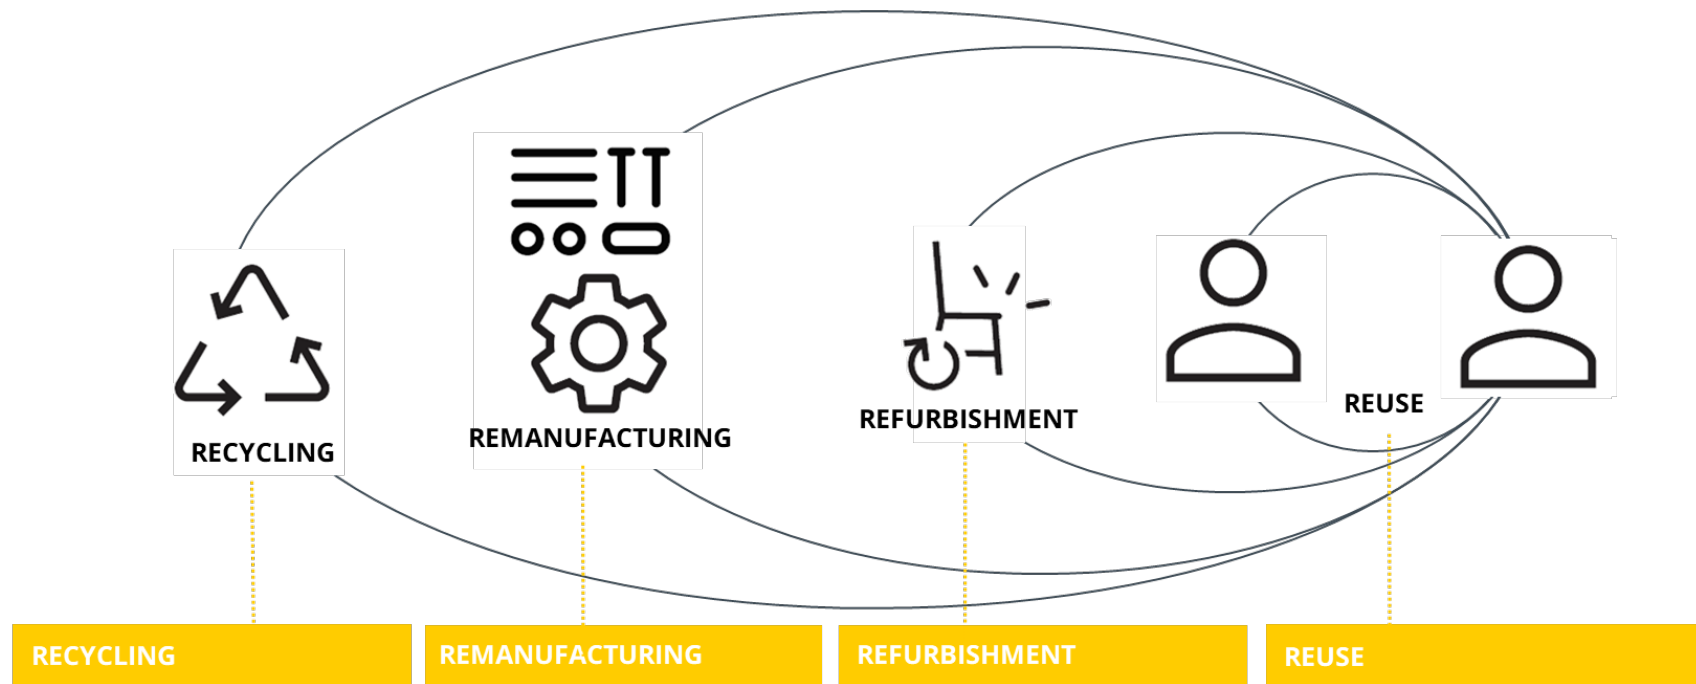 REUSE
REFURBISHMENT
REMANUFACTURING
RECYCLING
RECYCLING
REMANUFACTURING
REFURBISHMENT
REUSE